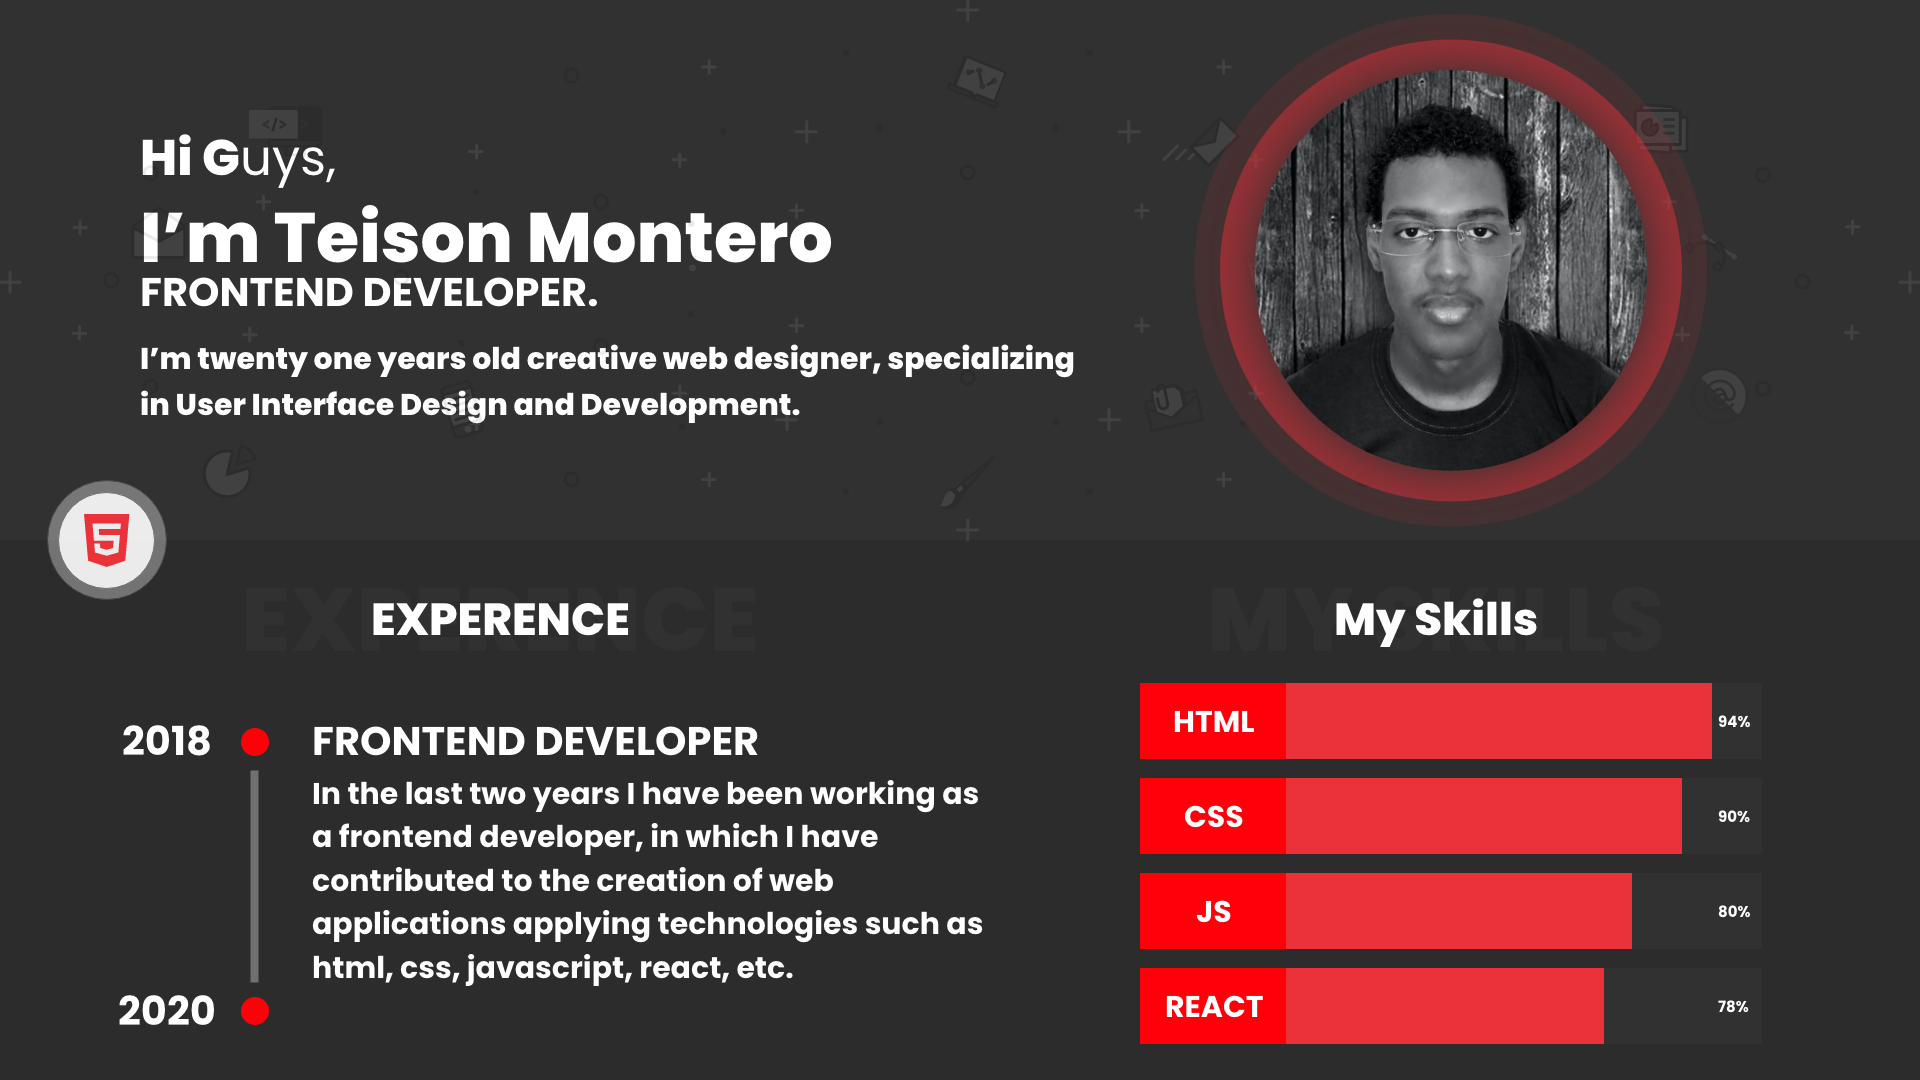 Hi Guys,
I’m Teison Montero
FRONTEND DEVELOPER.
I’m twenty one years old creative web designer, specializing
in User Interface Design and Development.
EXPERENCE
EXPERENCE
2018
FRONTEND DEVELOPER
In the last two years I have been working as
a frontend developer, in which I have
contributed to the creation of web
applications applying technologies such as
html, css, javascript, react, etc.
2020
MY SKILLS
My Skills
HTML 94%
CSS 90%
JS 80%
REACT 78%